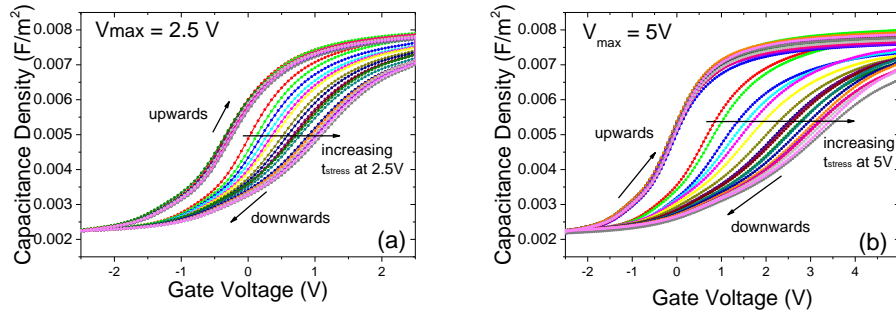 Vmax = 2.5 V
Capacitance Density (F/m²)
0.008
0.007
0.006
0.005
0.004
0.003
0.002
upwards
increasing
tstress at 2.5V
downwards
(a)
-2 -1 0 1 2
Gate Voltage (V)
Vmax = 5V
Capacitance Density (F/m²)
0.008
0.007
0.006
0.005
0.004
0.003
0.002
upwards
increasing
tstress at 5V
downwards
(b)
-2 -1 0 1 2 3 4
Gate Voltage (V)